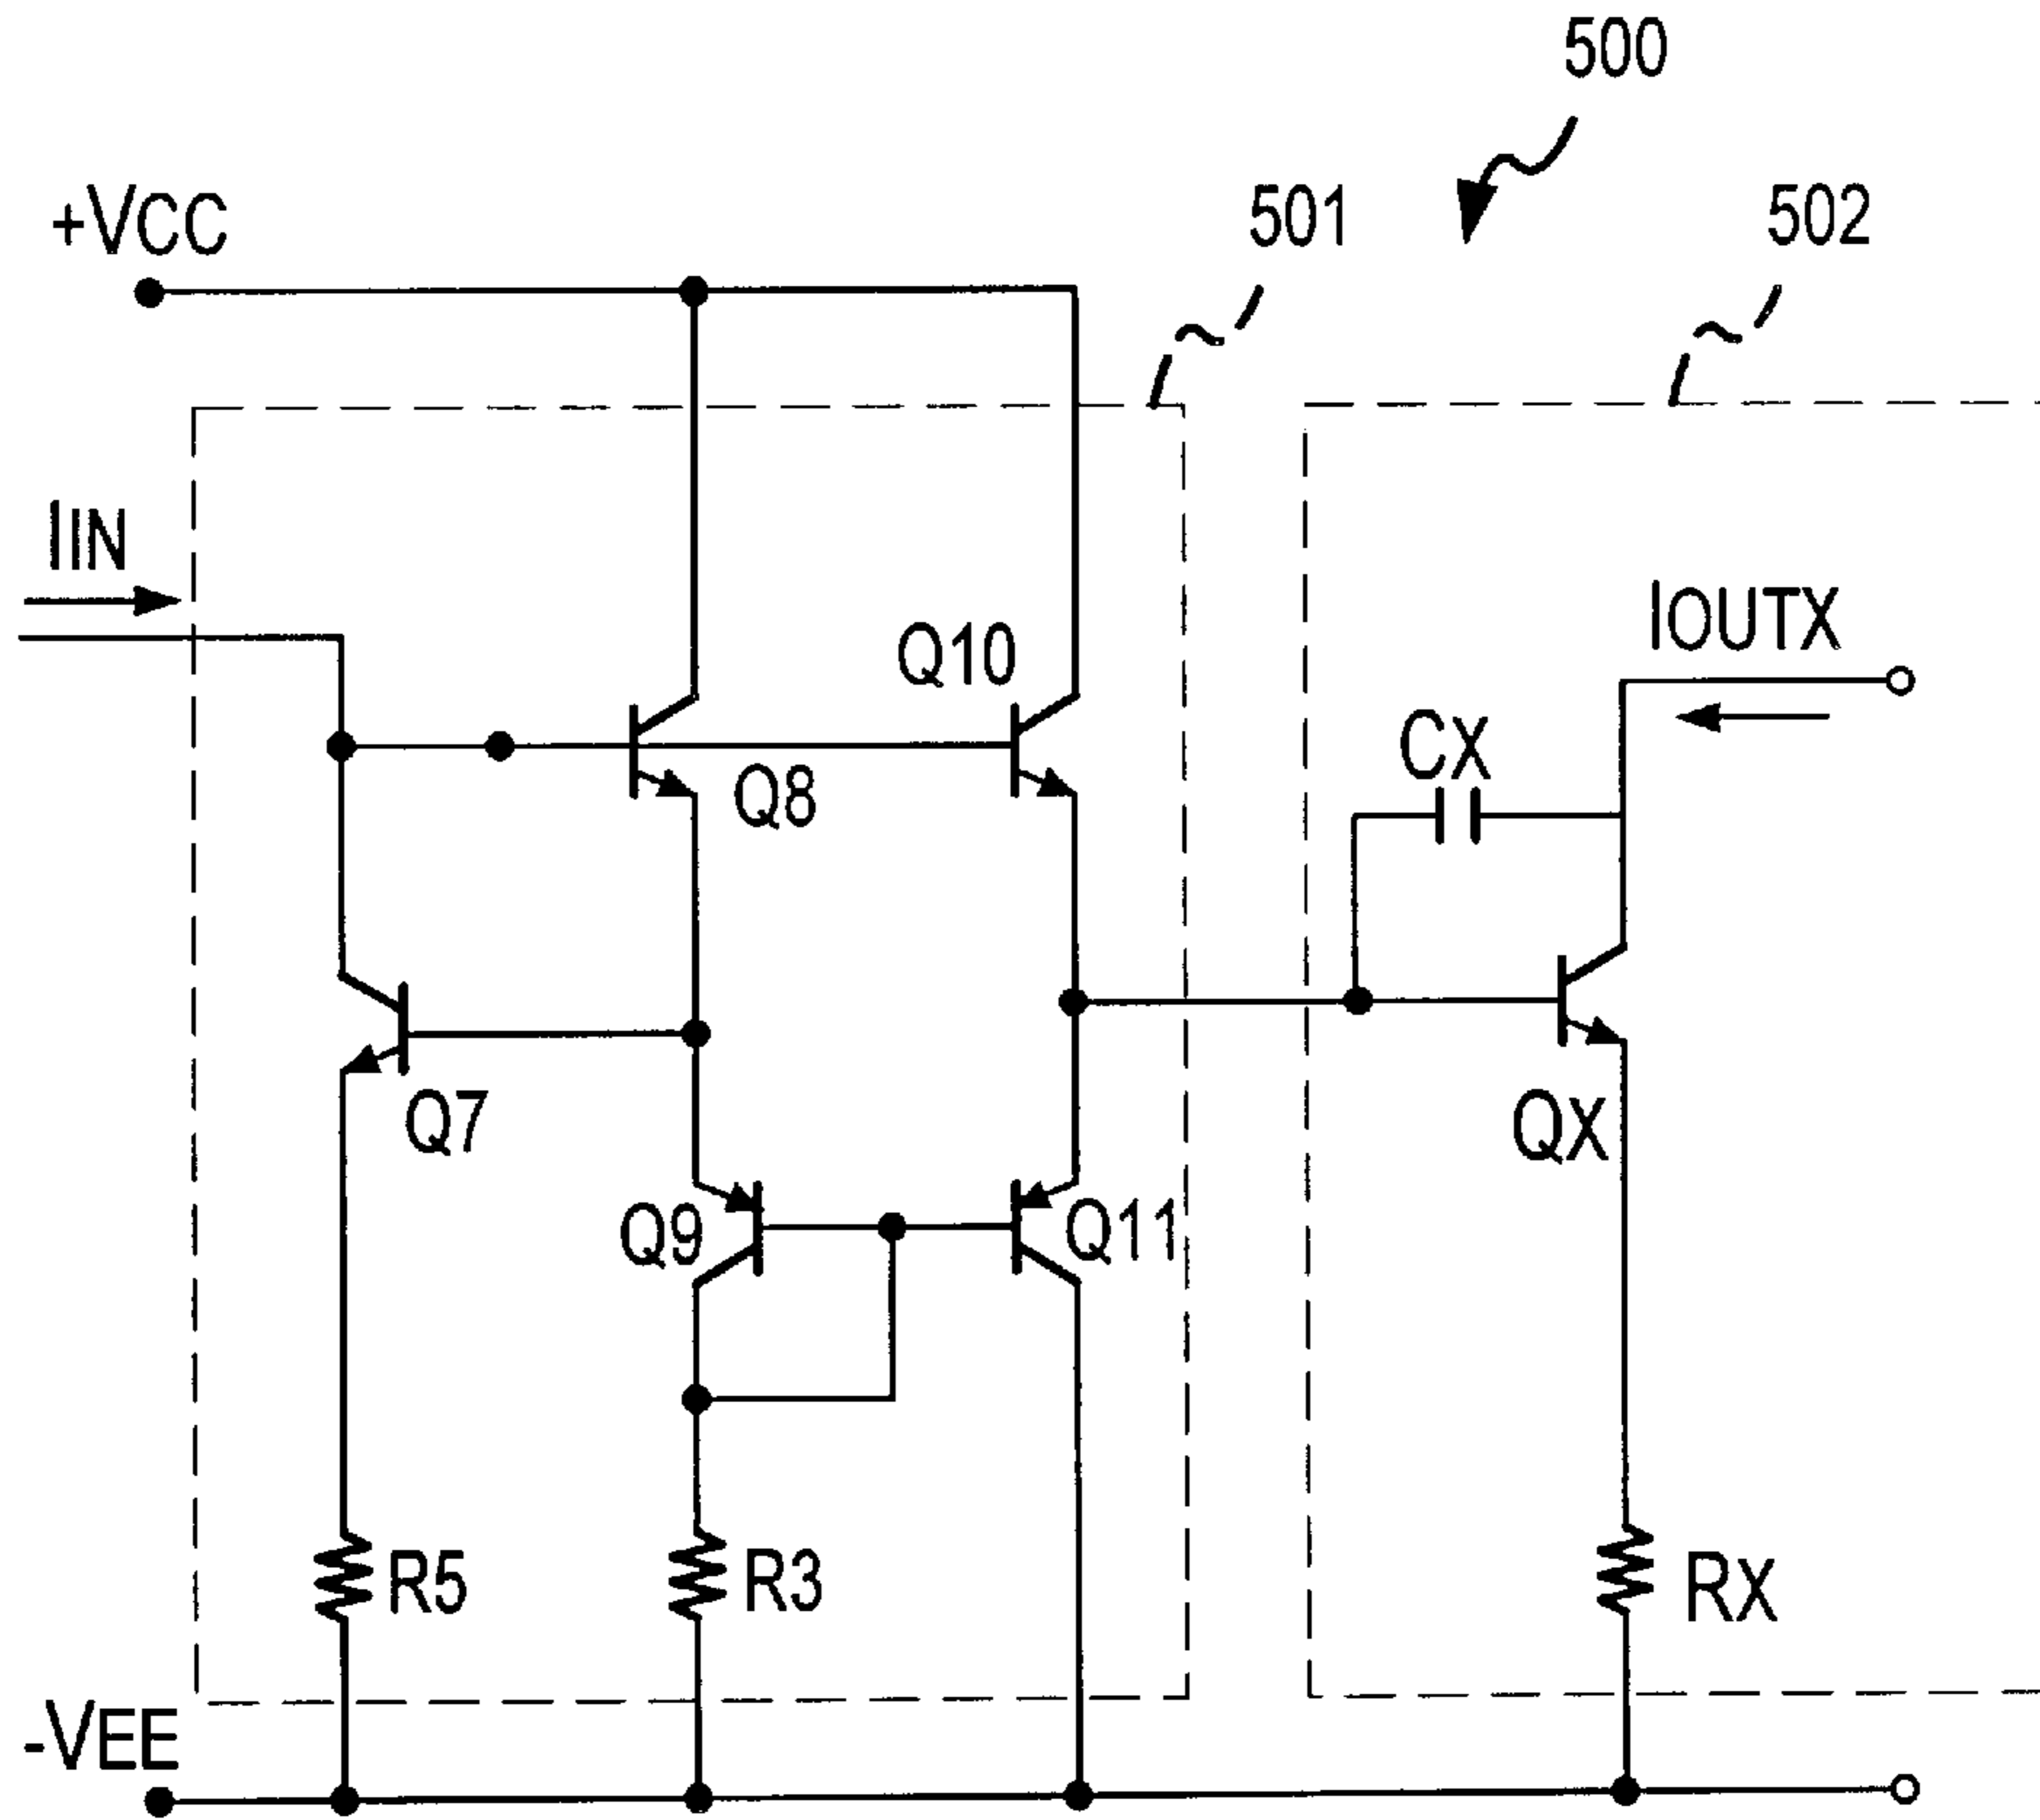 500
501
502
+VCC
IIN
Q10
IOUTX
CX
Q8
Q7
QX
Q9
Q11
R5
R3
RX
-VEE